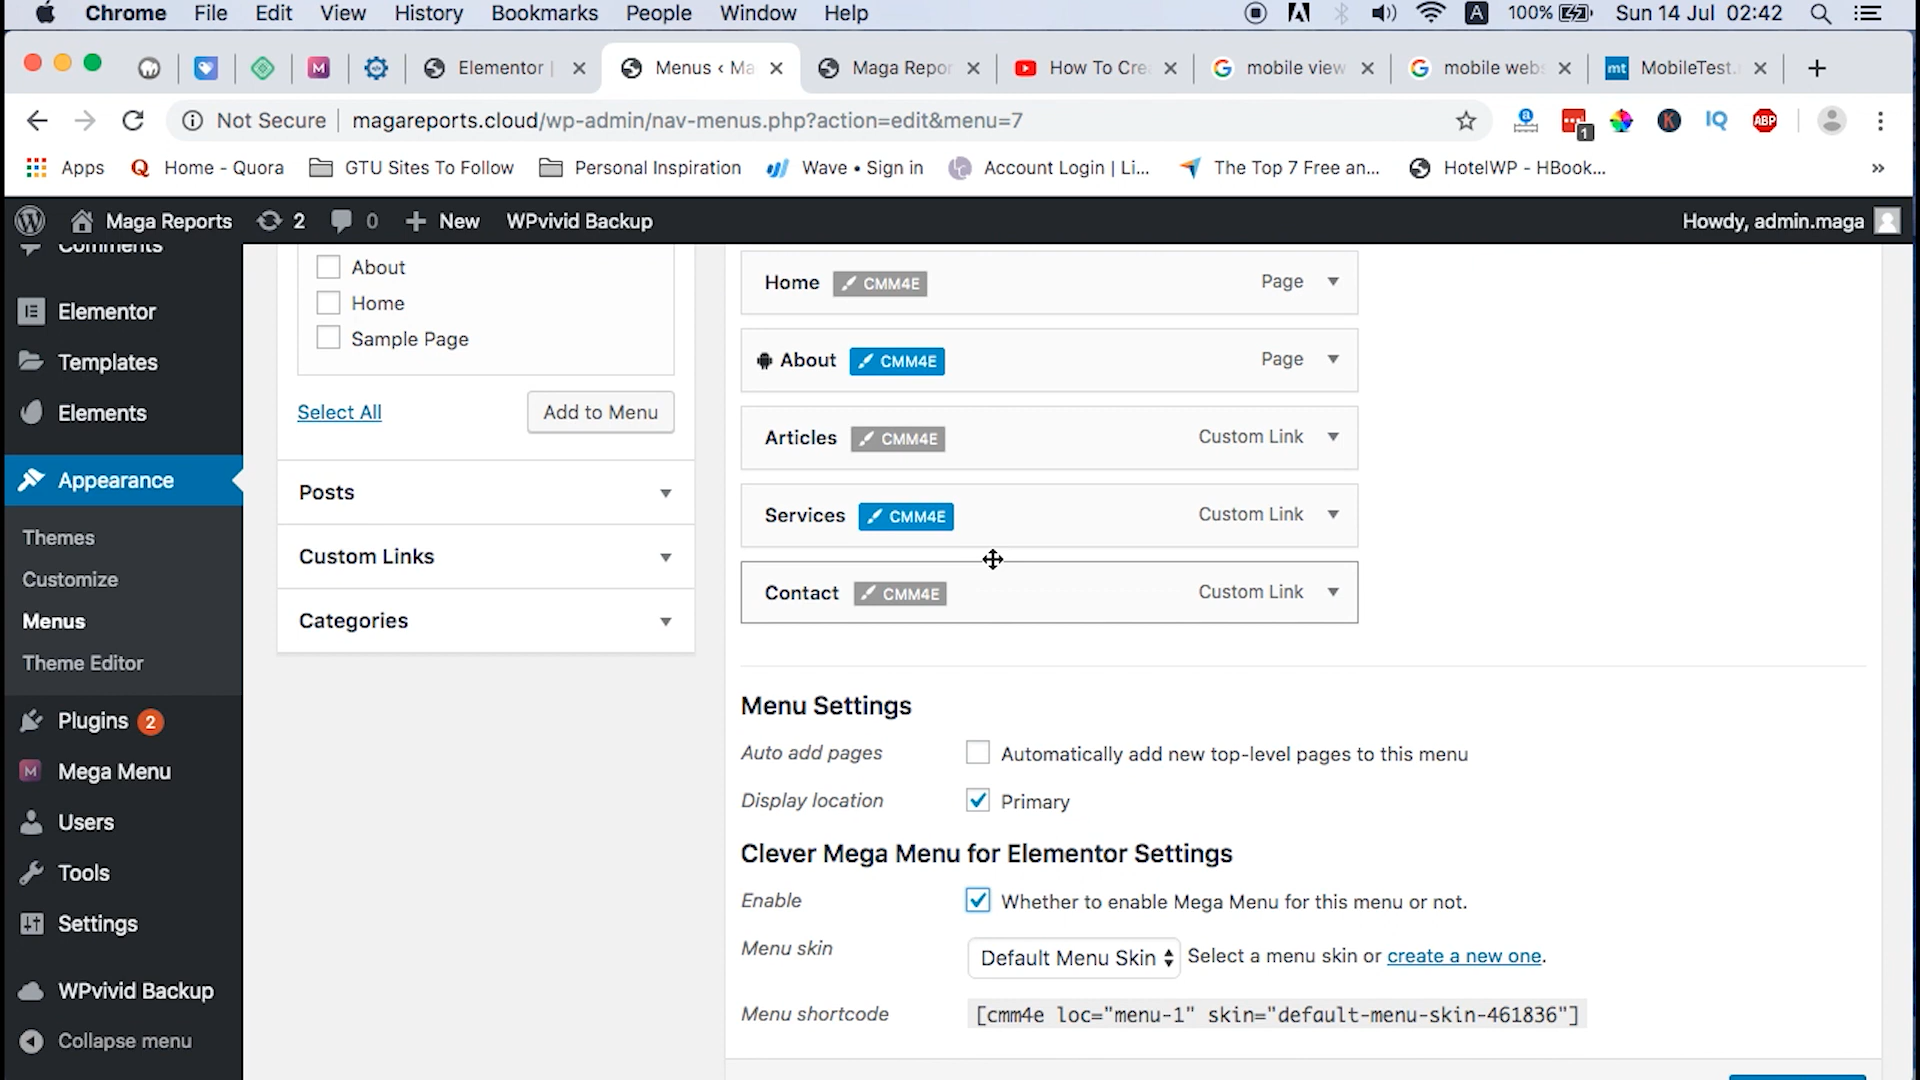 Chrome File Edit View History Bookmarks People Window Help
A 100% Sun 14 Jul 02:42
Elementor | Menus ‹ Ma Maga Repor How To Cre mobile view mobile web mt MobileTest.
Not Secure magareports.cloud/wp-admin/nav-menus.php?action=edit&menu=7
1 IQ ABP
Apps Home - Quora GTU Sites To Follow Personal Inspiration Wave • Sign in Account Login | Li... The Top 7 Free an... HotelWP - HBook... »
Maga Reports 2 0 New WPvivid Backup Howdy, admin.maga
Comments
Elementor
Templates
Elements
Appearance
Themes
Customize
Menus
Theme Editor
Plugins 2
Mega Menu
Users
Tools
Settings
WPvivid Backup
Collapse menu
About
Home
Sample Page
Select All Add to Menu
Posts
Custom Links
Categories
Home CMM4E Page
About CMM4E Page
Articles CMM4E Custom Link
Services CMM4E Custom Link
Contact CMM4E Custom Link
Menu Settings
Auto add pages Automatically add new top-level pages to this menu
Display location Primary
Clever Mega Menu for Elementor Settings
Enable Whether to enable Mega Menu for this menu or not.
Menu skin Default Menu Skin Select a menu skin or create a new one.
Menu shortcode [cmm4e loc="menu-1" skin="default-menu-skin-461836"]